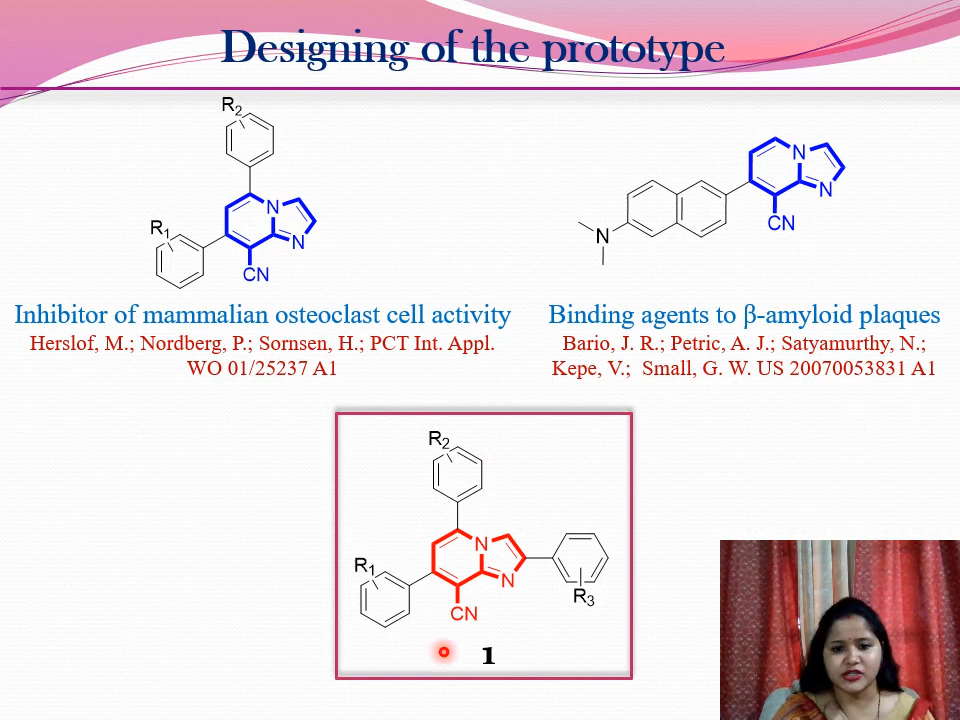 Designing of the prototype
R2
R1
N
N
CN
N
N
N
CN
Inhibitor of mammalian osteoclast cell activity
Herslof, M.; Nordberg, P.; Sornsen, H.; PCT Int. Appl.
WO 01/25237 A1
Binding agents to β-amyloid plaques
Bario, J. R.; Petric, A. J.; Satyamurthy, N.;
Kepe, V.; Small, G. W. US 20070053831 A1
R2
N
R1
N
R3
CN
1